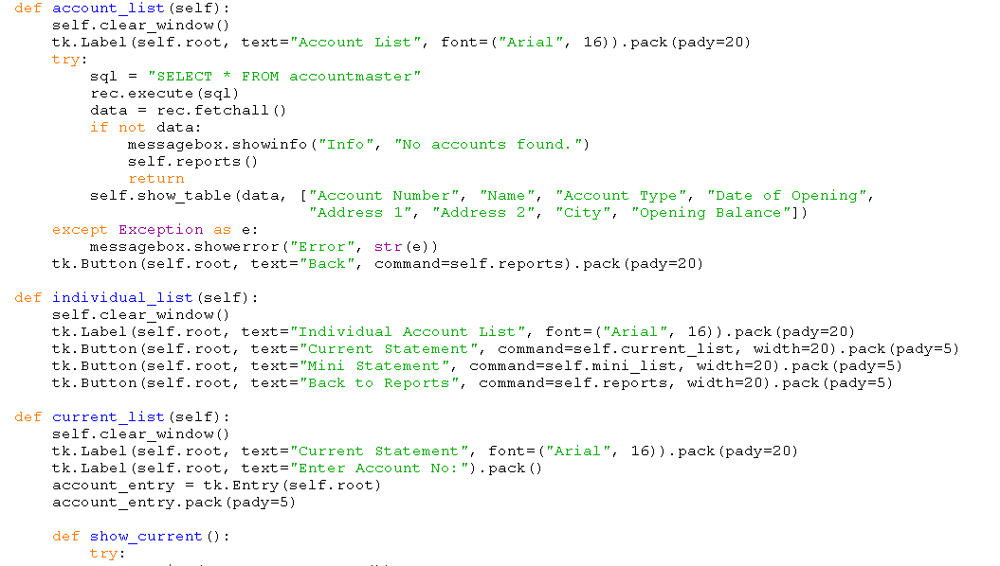 def account_list(self):
    self.clear_window()
    tk.Label(self.root, text="Account List", font=("Arial", 16)).pack(pady=20)
    try:
        sql = "SELECT * FROM accountmaster"
        rec.execute(sql)
        data = rec.fetchall()
        if not data:
            messagebox.showinfo("Info", "No accounts found.")
            self.reports()
            return
        self.show_table(data, ["Account Number", "Name", "Account Type", "Date of Opening",
                               "Address 1", "Address 2", "City", "Opening Balance"])
    except Exception as e:
        messagebox.showerror("Error", str(e))
    tk.Button(self.root, text="Back", command=self.reports).pack(pady=20)

def individual_list(self):
    self.clear_window()
    tk.Label(self.root, text="Individual Account List", font=("Arial", 16)).pack(pady=20)
    tk.Button(self.root, text="Current Statement", command=self.current_list, width=20).pack(pady=5)
    tk.Button(self.root, text="Mini Statement", command=self.mini_list, width=20).pack(pady=5)
    tk.Button(self.root, text="Back to Reports", command=self.reports, width=20).pack(pady=5)

def current_list(self):
    self.clear_window()
    tk.Label(self.root, text="Current Statement", font=("Arial", 16)).pack(pady=20)
    tk.Label(self.root, text="Enter Account No:").pack()
    account_entry = tk.Entry(self.root)
    account_entry.pack(pady=5)

    def show_current():
        try: